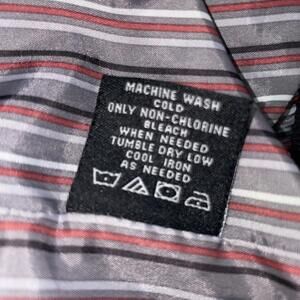 MACHINE WASH
COLD
ONLY NON-CHLORINE
BLEACH
WHEN NEEDED
TUMBLE DRY LOW
COOL IRON
AS NEEDED